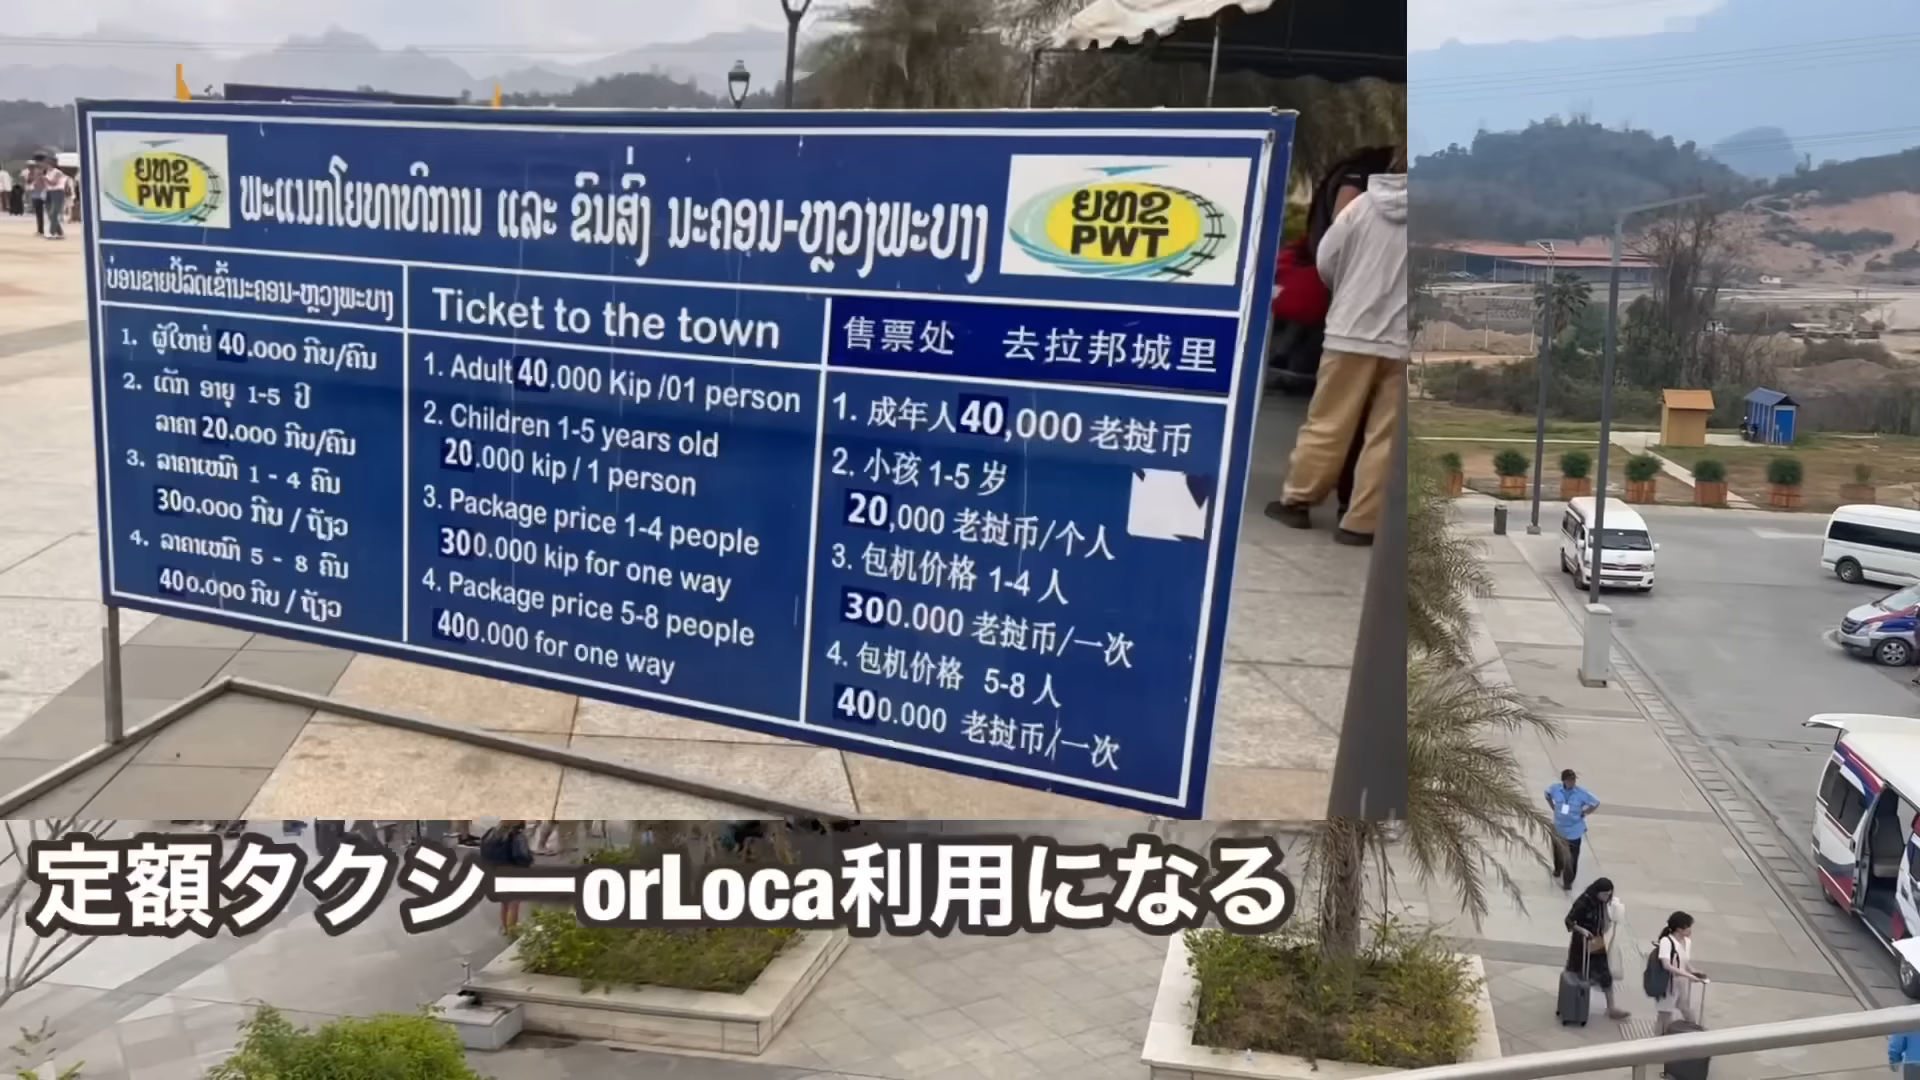 ຍທຂ
PWT
ພະແນກໂຍທາທິການ ແລະ ຂົນສົ່ງ ນະຄອນ-ຫຼວງພະບາງ
ຍທຂ
PWT
ບ່ອນຂາຍປີ້ລົດເຂົ້ານະຄອນ-ຫຼວງພະບາງ
1. ຜູ້ໃຫຍ່ 40.000 ກີບ/ຄົນ
2. ເດັກ ອາຍຸ 1-5 ປີ
ລາຄາ 20.000 ກີບ/ຄົນ
3. ລາຄາເໝົາ 1 - 4 ຄົນ
300.000 ກີບ / ຖ້ຽວ
4. ລາຄາເໝົາ 5 - 8 ຄົນ
400.000 ກີບ / ຖ້ຽວ
Ticket to the town
1. Adult 40.000 Kip /01 person
2. Children 1-5 years old
20.000 kip / 1 person
3. Package price 1-4 people
300.000 kip for one way
4. Package price 5-8 people
400.000 for one way
售票处 去拉邦城里
1. 成年人40,000 老挝币
2. 小孩 1-5 岁
20,000 老挝币/个人
3. 包机价格 1-4 人
300.000 老挝币/一次
4. 包机价格 5-8 人
400.000 老挝币/一次
定額タクシーorLoca利用になる